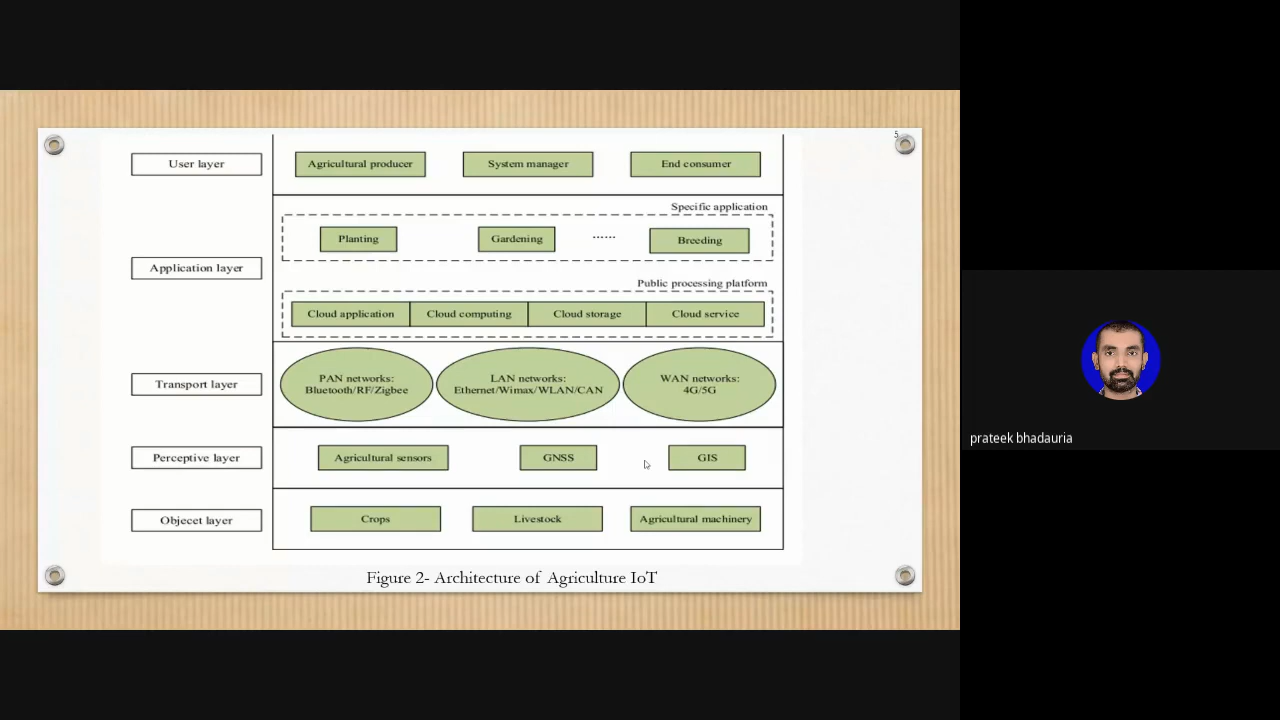 5
User layer
Agricultural producer
System manager
End consumer
Specific application
Planting
Gardening
......
Breeding
Application layer
Public processing platform
Cloud application
Cloud computing
Cloud storage
Cloud service
Transport layer
PAN networks:
Bluetooth/RF/Zigbee
LAN networks:
Ethernet/Wimax/WLAN/CAN
WAN networks:
4G/5G
Perceptive layer
Agricultural sensors
GNSS
GIS
Objecet layer
Crops
Livestock
Agricultural machinery
Figure 2- Architecture of Agriculture IoT
prateek bhadauria